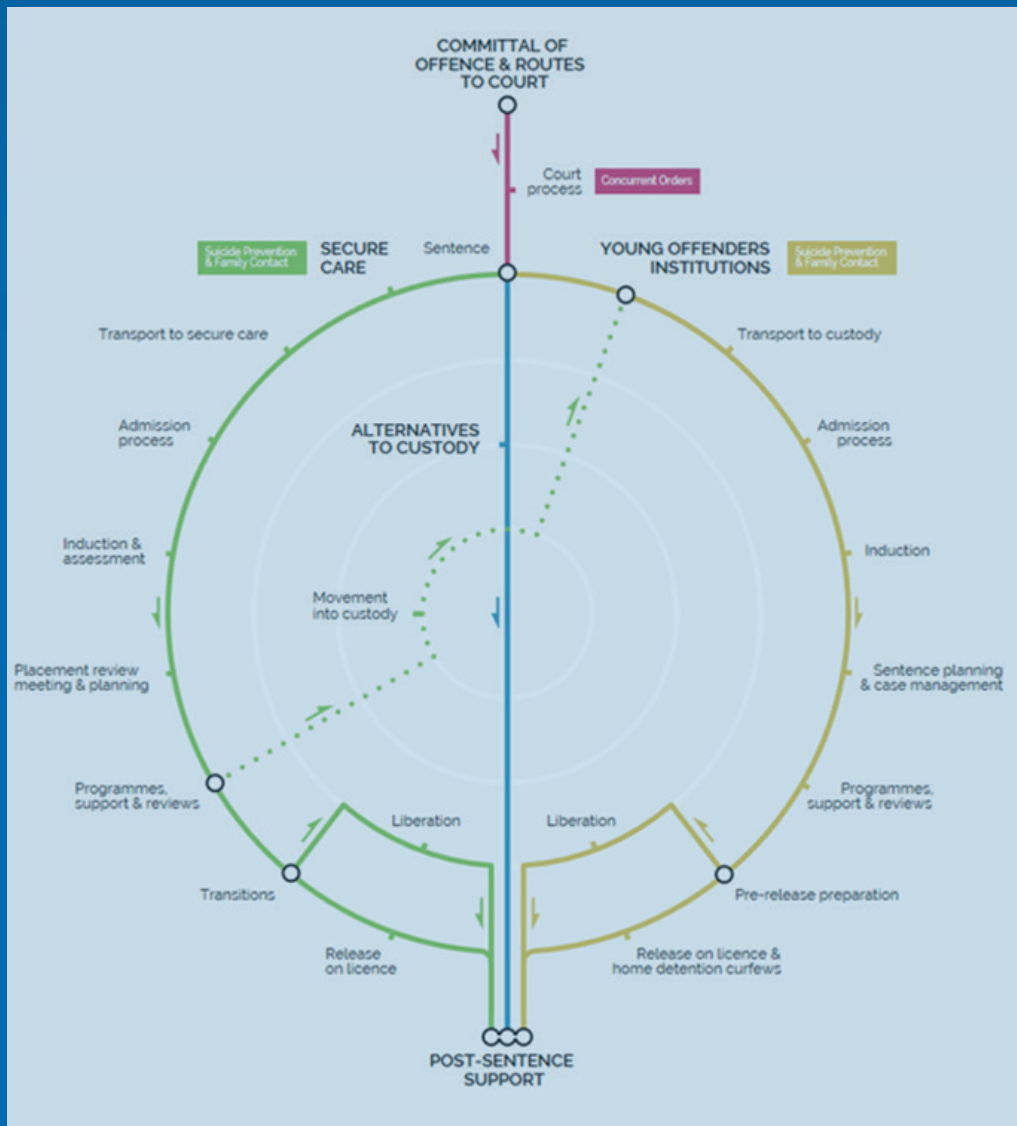 COMMITTAL OF
OFFENCE & ROUTES
TO COURT
Court
process
Concurrent Orders
Suicide Prevention
& Family Contact
SECURE
CARE
Sentence
YOUNG OFFENDERS
INSTITUTIONS
Suicide Prevention
& Family Contact
Transport to secure care
Transport to custody
Admission
process
ALTERNATIVES
TO CUSTODY
Admission
process
Induction &
assessment
Induction
Movement
into custody
Placement review
meeting & planning
Sentence planning
& case management
Programmes,
support & reviews
Programmes,
support & reviews
Liberation
Liberation
Transitions
Pre-release preparation
Release
on licence
Release on licence &
home detention curfews
POST-SENTENCE
SUPPORT